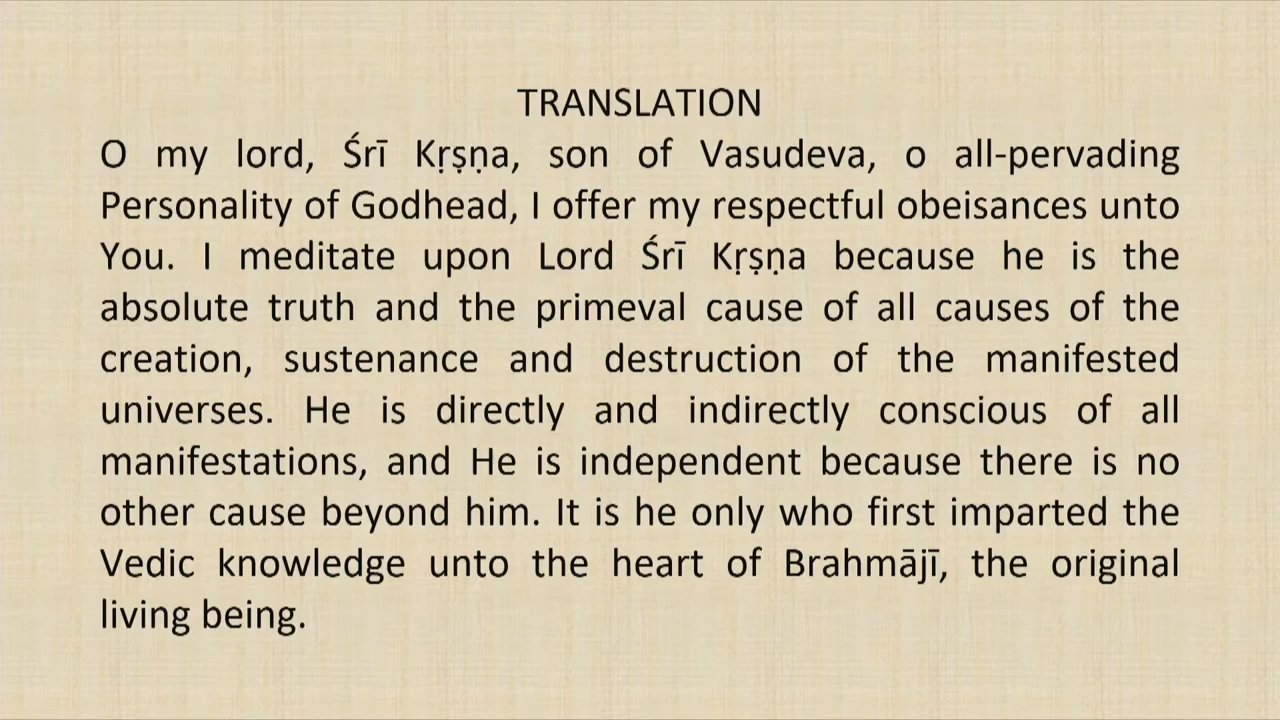 TRANSLATION
O my lord, Śrī Kṛṣṇa, son of Vasudeva, o all-pervading
Personality of Godhead, I offer my respectful obeisances unto
You. I meditate upon Lord Śrī Kṛṣṇa because he is the
absolute truth and the primeval cause of all causes of the
creation, sustenance and destruction of the manifested
universes. He is directly and indirectly conscious of all
manifestations, and He is independent because there is no
other cause beyond him. It is he only who first imparted the
Vedic knowledge unto the heart of Brahmājī, the original
living being.